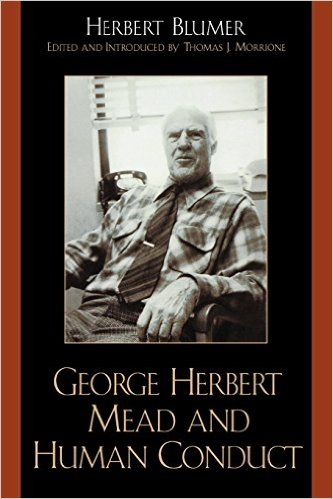 HERBERT BLUMER
EDITED AND INTRODUCED BY THOMAS J. MORRIONE
GEORGE HERBERT
MEAD AND
HUMAN CONDUCT